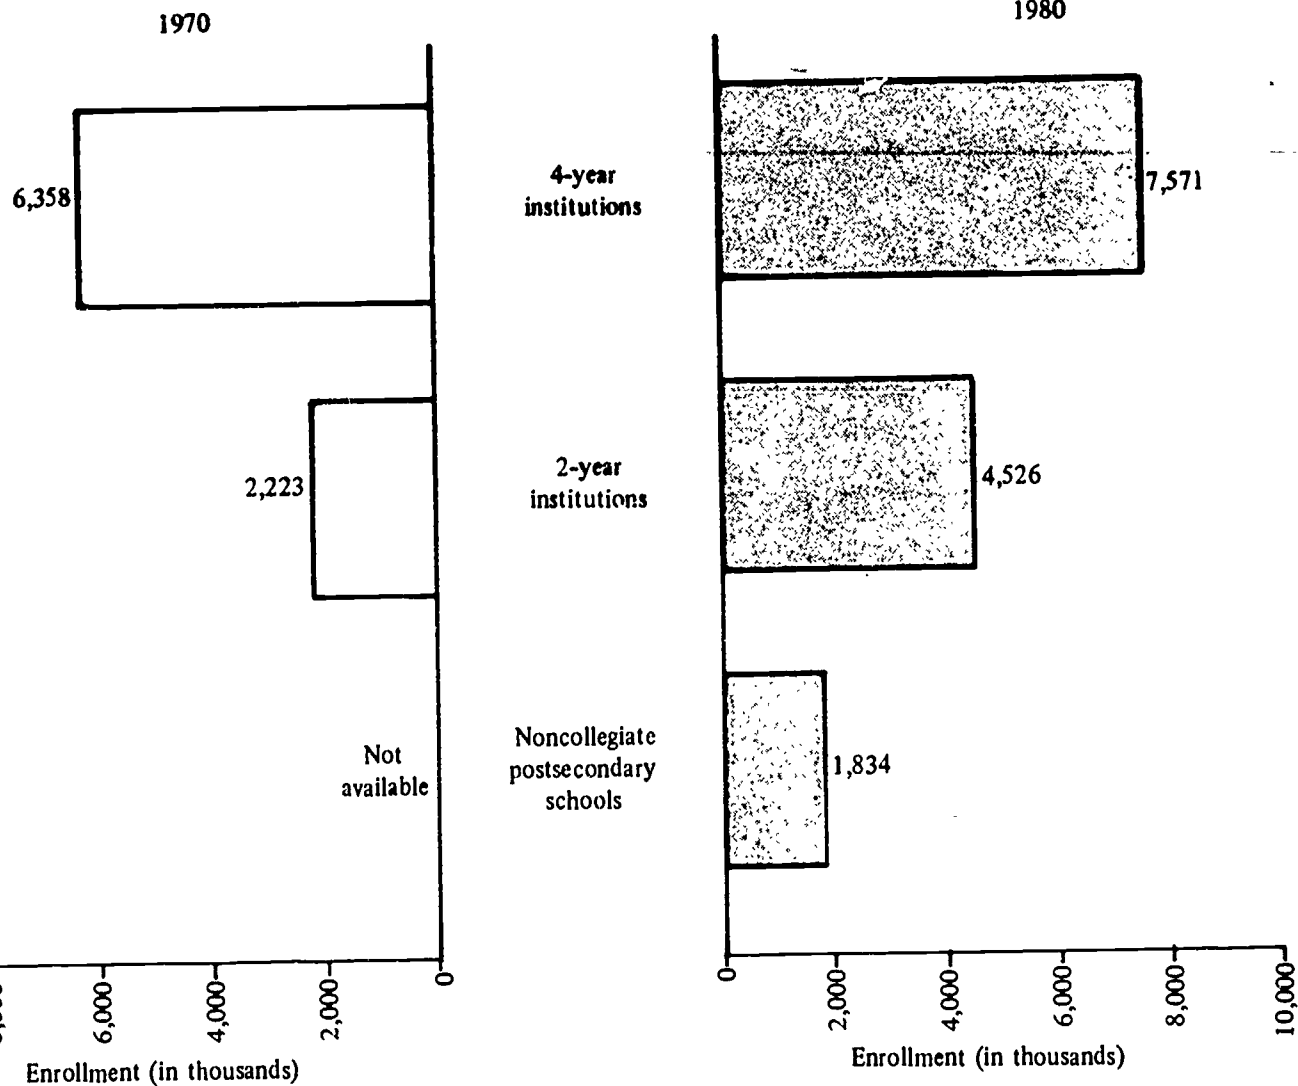 1970
1980
6,358
4-year
institutions
7,571
2,223
2-year
institutions
4,526
Not
available
Noncollegiate
postsecondary
schools
1,834
6,000
4,000
2,000
0
0
2,000
4,000
6,000
8,000
10,000
Enrollment (in thousands)
Enrollment (in thousands)